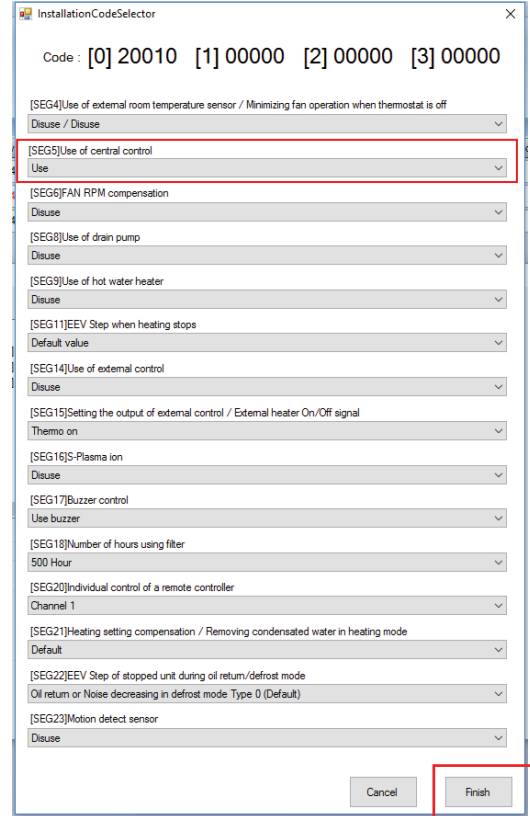 InstallationCodeSelector
Code : [0] 20010 [1] 00000 [2] 00000 [3] 00000
[SEG4]Use of external room temperature sensor / Minimizing fan operation when thermostat is off
Disuse / Disuse
[SEG5]Use of central control
Use
[SEG6]FAN RPM compensation
Disuse
[SEG8]Use of drain pump
Disuse
[SEG9]Use of hot water heater
Disuse
[SEG11]EEV Step when heating stops
Default value
[SEG14]Use of external control
Disuse
[SEG15]Setting the output of external control / External heater On/Off signal
Thermo on
[SEG16]S-Plasma ion
Disuse
[SEG17]Buzzer control
Use buzzer
[SEG18]Number of hours using filter
500 Hour
[SEG20]Individual control of a remote controller
Channel 1
[SEG21]Heating setting compensation / Removing condensated water in heating mode
Default
[SEG22]EEV Step of stopped unit during oil return/defrost mode
Oil return or Noise decreasing in defrost mode Type 0 (Default)
[SEG23]Motion detect sensor
Disuse
Cancel Finish